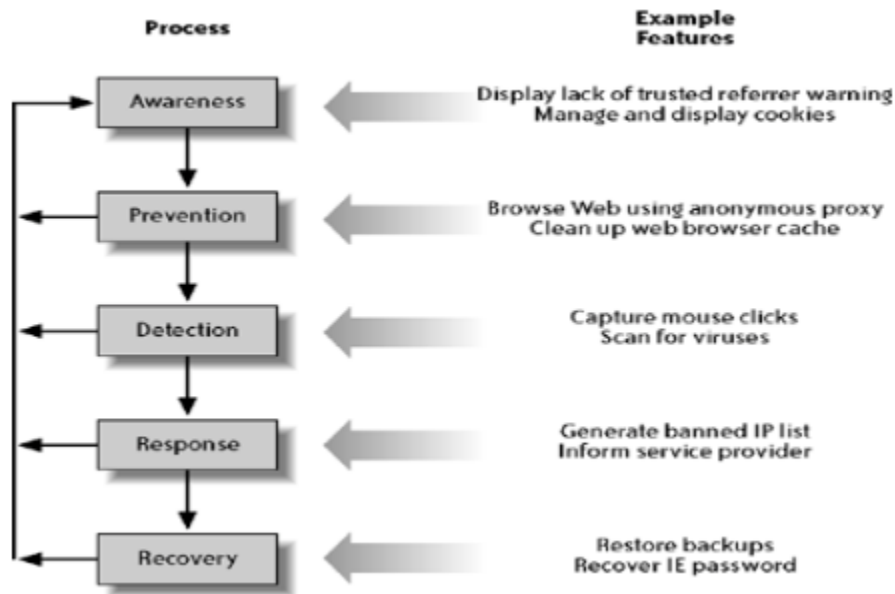 Process
Example
Features
Awareness
Display lack of trusted referrer warning
Manage and display cookies
Prevention
Browse Web using anonymous proxy
Clean up web browser cache
Detection
Capture mouse clicks
Scan for viruses
Response
Generate banned IP list
Inform service provider
Recovery
Restore backups
Recover IE password